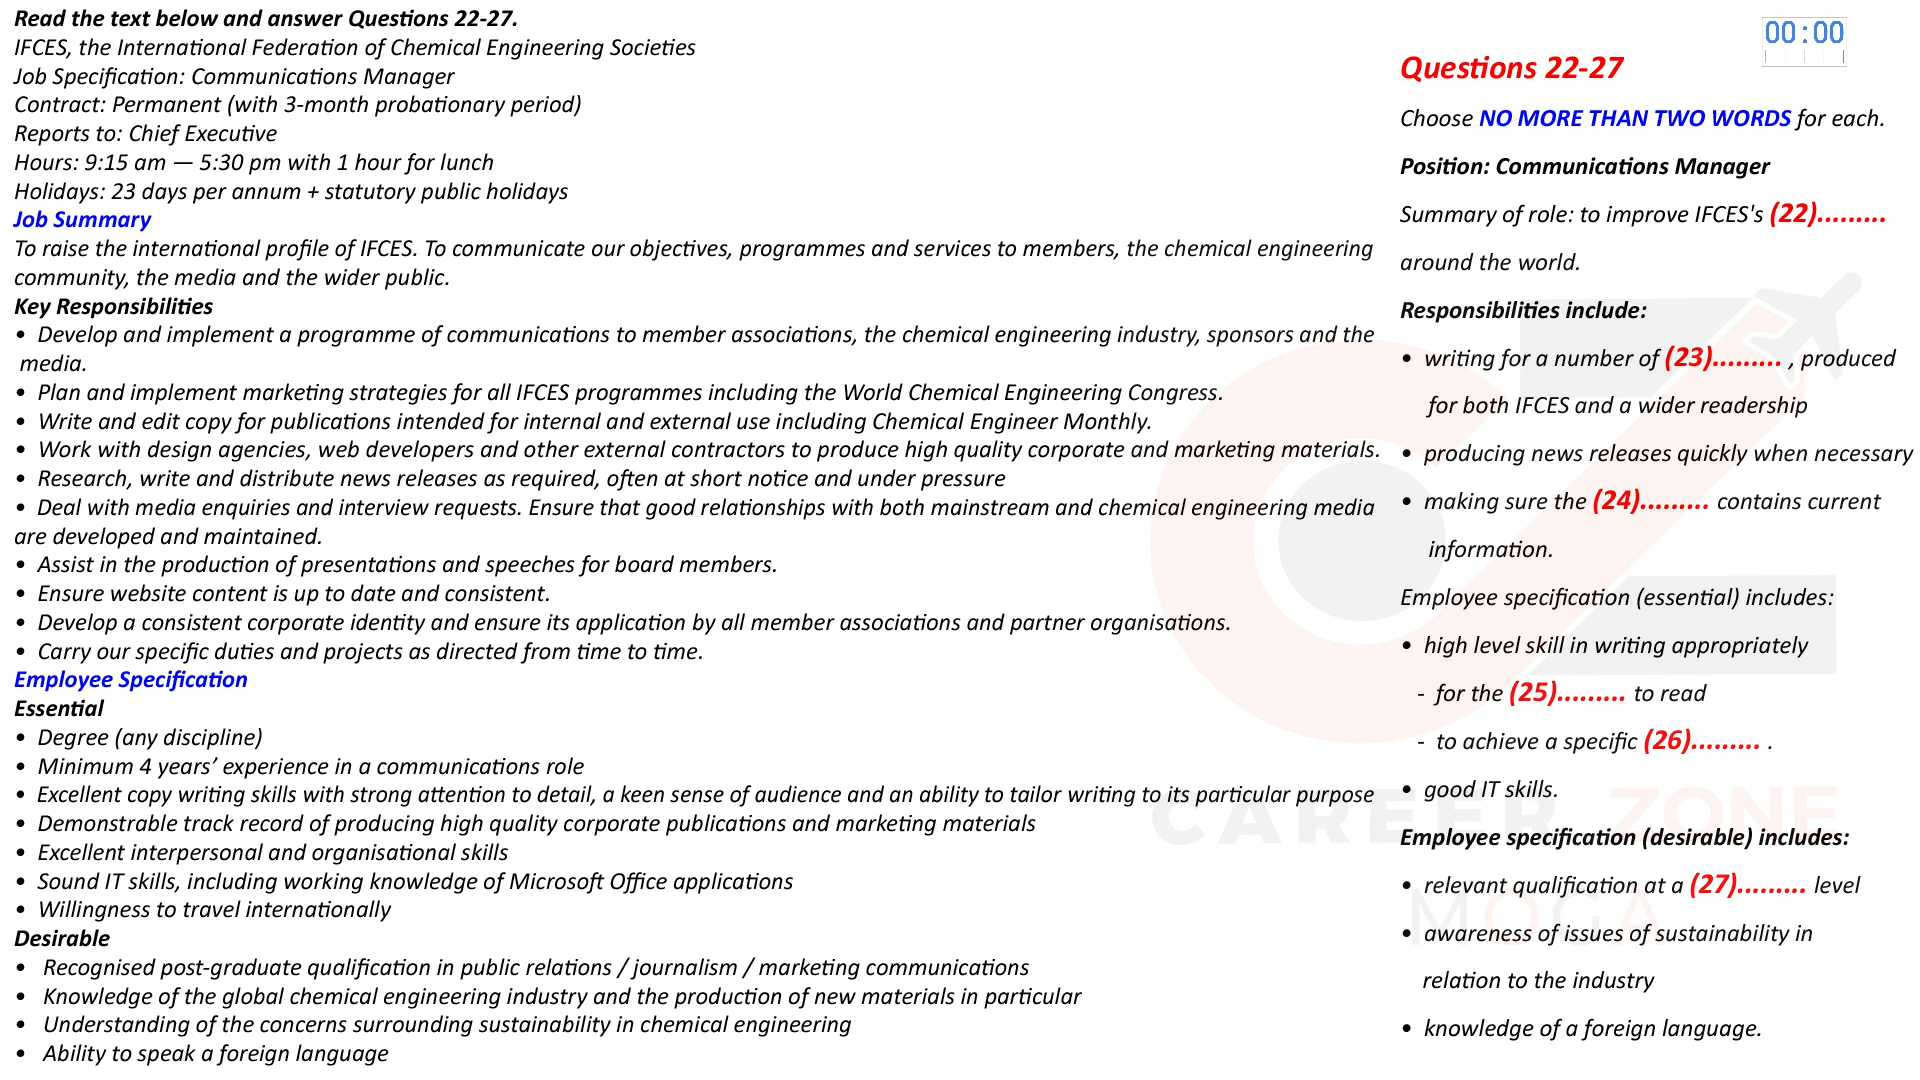 Read the text below and answer Questions 22-27.
IFCES, the International Federation of Chemical Engineering Societies
Job Specification: Communications Manager
Contract: Permanent (with 3-month probationary period)
Reports to: Chief Executive
Hours: 9:15 am — 5:30 pm with 1 hour for lunch
Holidays: 23 days per annum + statutory public holidays
Job Summary
To raise the international profile of IFCES. To communicate our objectives, programmes and services to members, the chemical engineering
community, the media and the wider public.
Key Responsibilities
• Develop and implement a programme of communications to member associations, the chemical engineering industry, sponsors and the
media.
• Plan and implement marketing strategies for all IFCES programmes including the World Chemical Engineering Congress.
• Write and edit copy for publications intended for internal and external use including Chemical Engineer Monthly.
• Work with design agencies, web developers and other external contractors to produce high quality corporate and marketing materials.
• Research, write and distribute news releases as required, often at short notice and under pressure
• Deal with media enquiries and interview requests. Ensure that good relationships with both mainstream and chemical engineering media
are developed and maintained.
• Assist in the production of presentations and speeches for board members.
• Ensure website content is up to date and consistent.
• Develop a consistent corporate identity and ensure its application by all member associations and partner organisations.
• Carry our specific duties and projects as directed from time to time.
Employee Specification
Essential
• Degree (any discipline)
• Minimum 4 years’ experience in a communications role
• Excellent copy writing skills with strong attention to detail, a keen sense of audience and an ability to tailor writing to its particular purpose
• Demonstrable track record of producing high quality corporate publications and marketing materials
• Excellent interpersonal and organisational skills
• Sound IT skills, including working knowledge of Microsoft Office applications
• Willingness to travel internationally
Desirable
• Recognised post-graduate qualification in public relations / journalism / marketing communications
• Knowledge of the global chemical engineering industry and the production of new materials in particular
• Understanding of the concerns surrounding sustainability in chemical engineering
• Ability to speak a foreign language
00:00
Questions 22-27
Choose NO MORE THAN TWO WORDS for each.
Position: Communications Manager
Summary of role: to improve IFCES's (22).........
around the world.
Responsibilities include:
• writing for a number of (23)......... , produced
for both IFCES and a wider readership
• producing news releases quickly when necessary
• making sure the (24)......... contains current
information.
Employee specification (essential) includes:
• high level skill in writing appropriately
- for the (25)......... to read
- to achieve a specific (26)......... .
• good IT skills.
Employee specification (desirable) includes:
• relevant qualification at a (27)......... level
• awareness of issues of sustainability in
relation to the industry
• knowledge of a foreign language.
CAREER ZONE
MOGA